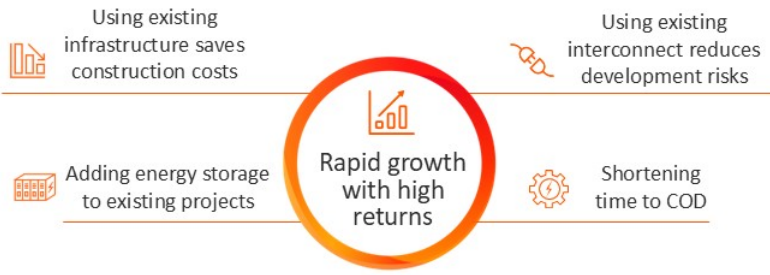 Using existing
infrastructure saves
construction costs
Using existing
interconnect reduces
development risks
Rapid growth
with high
returns
Adding energy storage
to existing projects
Shortening
time to COD